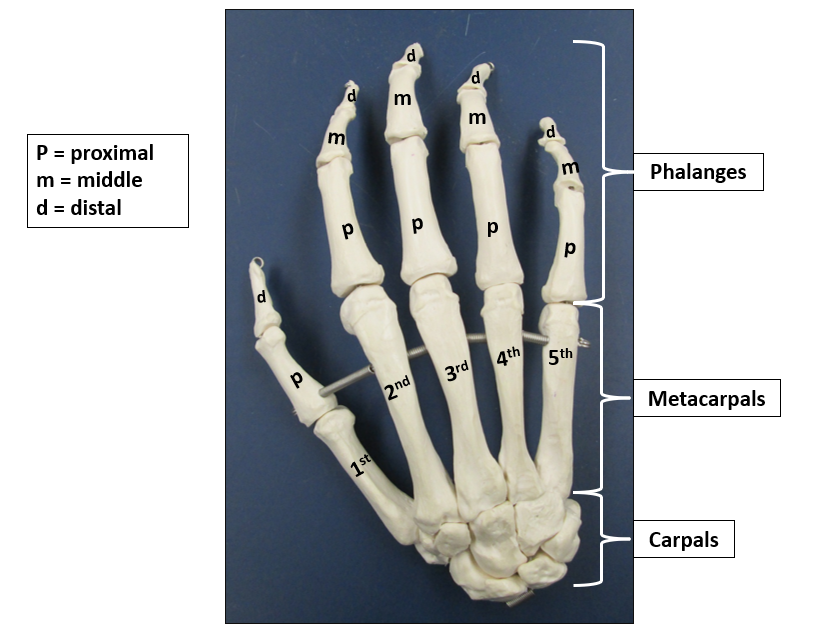 P = proximal
m = middle
d = distal
d
d
d
d
m
m
m
m
p
p
p
p
d
p
1st
2nd
3rd
4th
5th
Phalanges
Metacarpals
Carpals